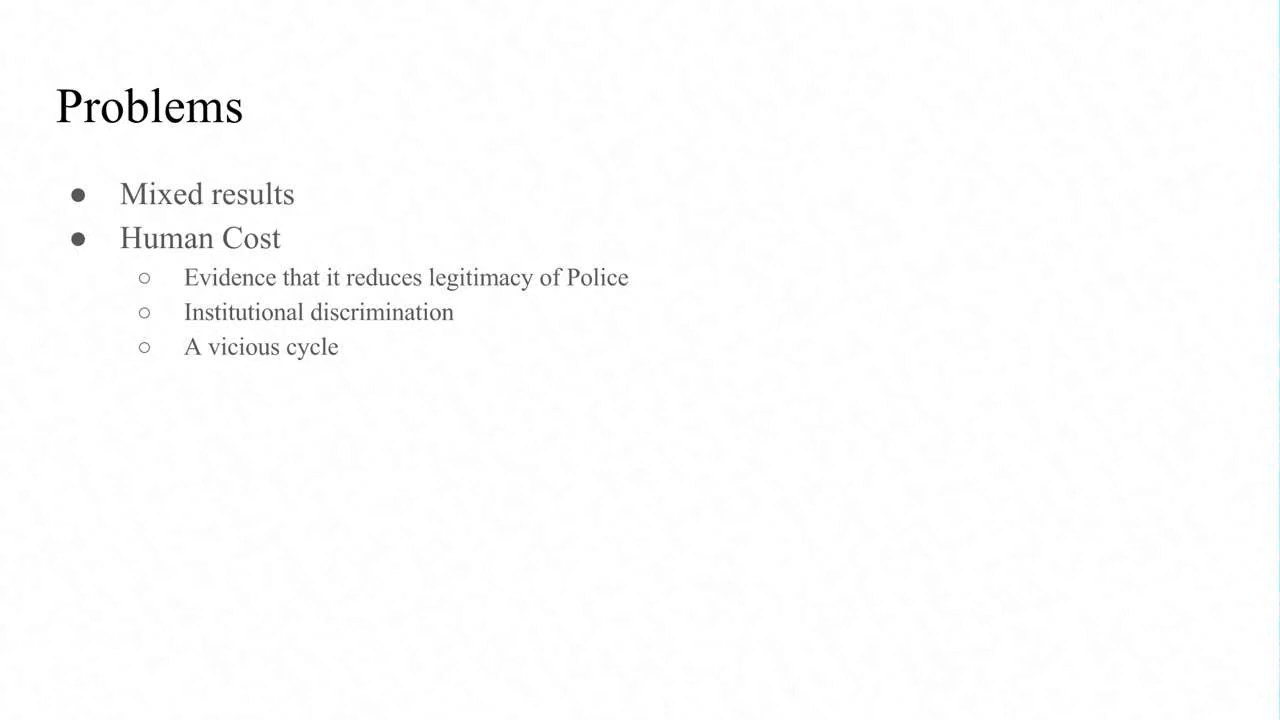 Problems
● Mixed results
● Human Cost
○ Evidence that it reduces legitimacy of Police
○ Institutional discrimination
○ A vicious cycle